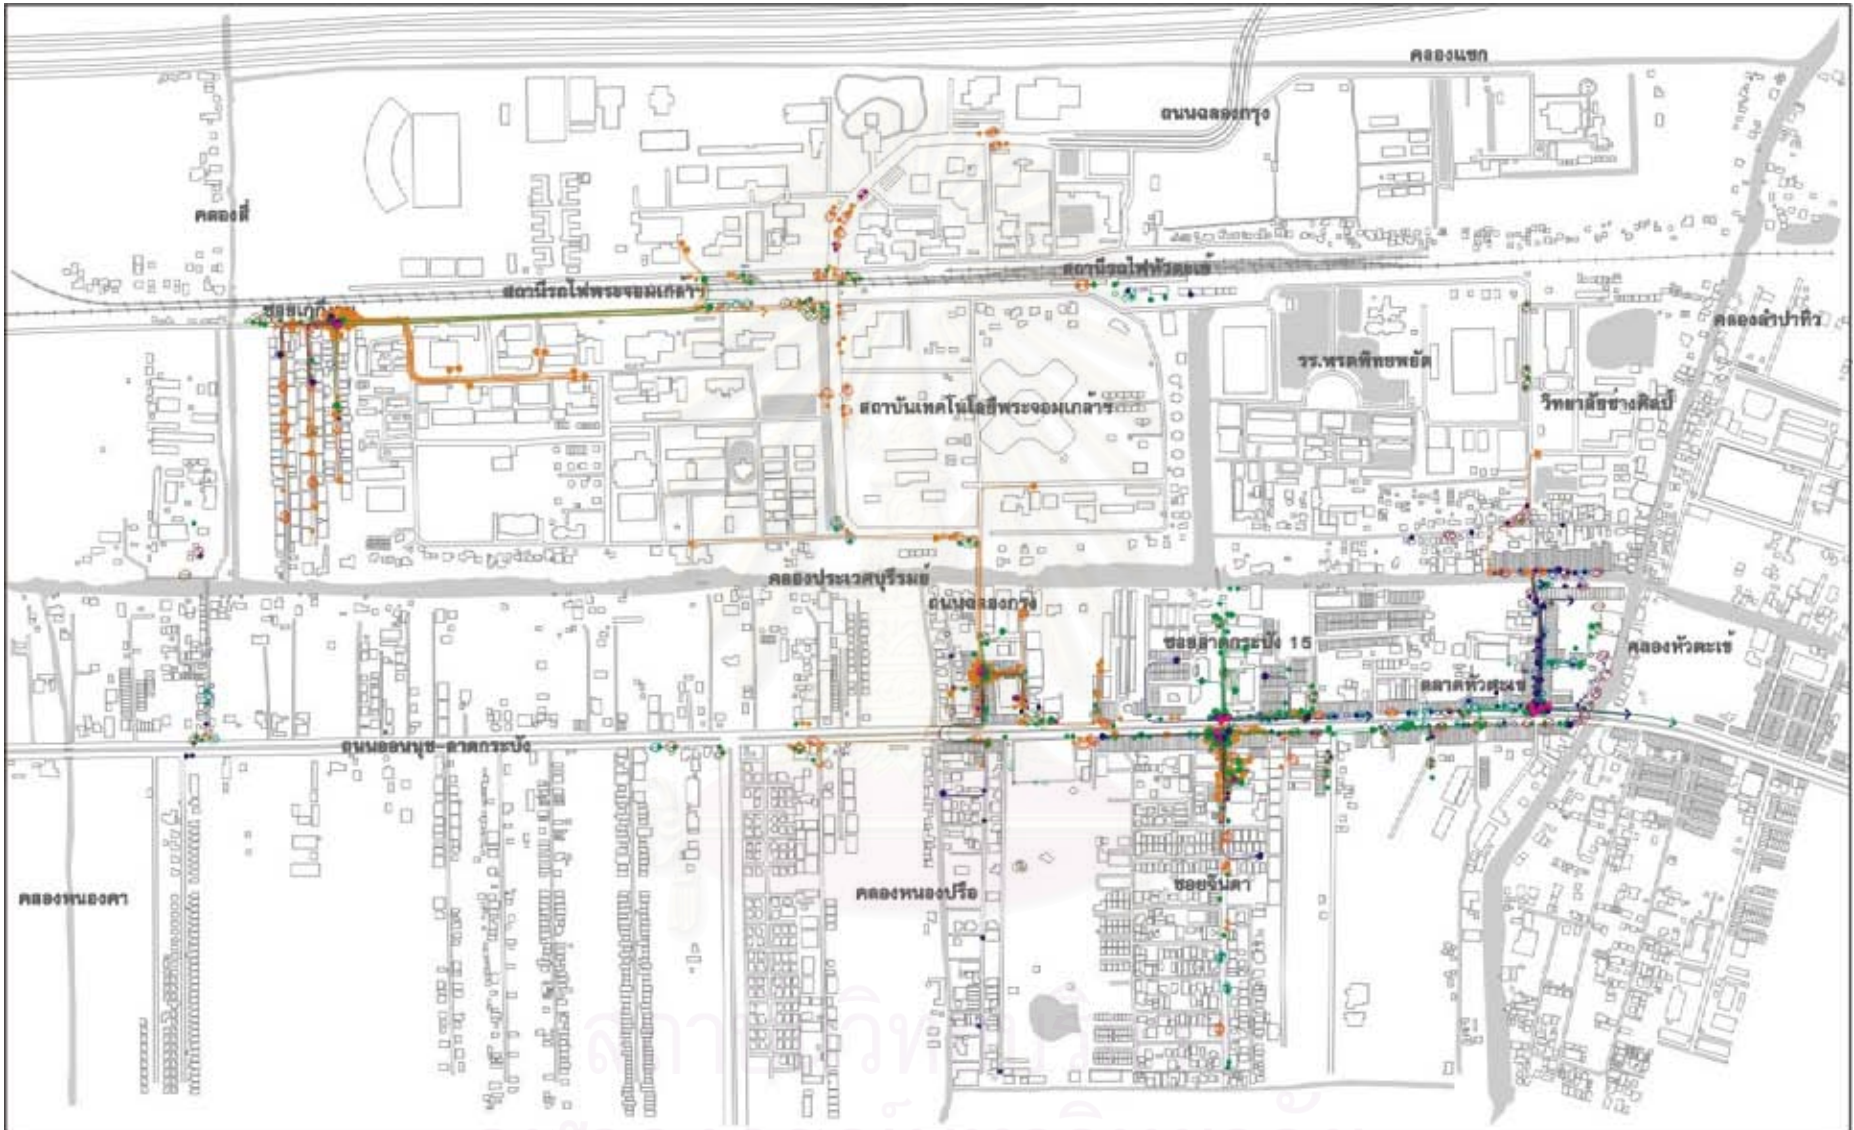 คลองแขก
ถนนฉลองกรุง
คลองสี่
สถานีรถไฟหัวตะเข้
สถานีรถไฟพระจอมเกล้าฯ
ซอยเกกี
คลองลำปาทิว
รร.พรตพิทยพยัต
วิทยาลัยช่างศิลป์
สถาบันเทคโนโลยีพระจอมเกล้าฯ
คลองประเวศบุรีรมย์
ถนนฉลองกรุง
ซอยลาดกระบัง 15
คลองหัวตะเข้
ตลาดหัวตะเข้
ถนนอ่อนนุช-ลาดกระบัง
ซอยจินดา
คลองหนองปรือ
คลองหนองคา